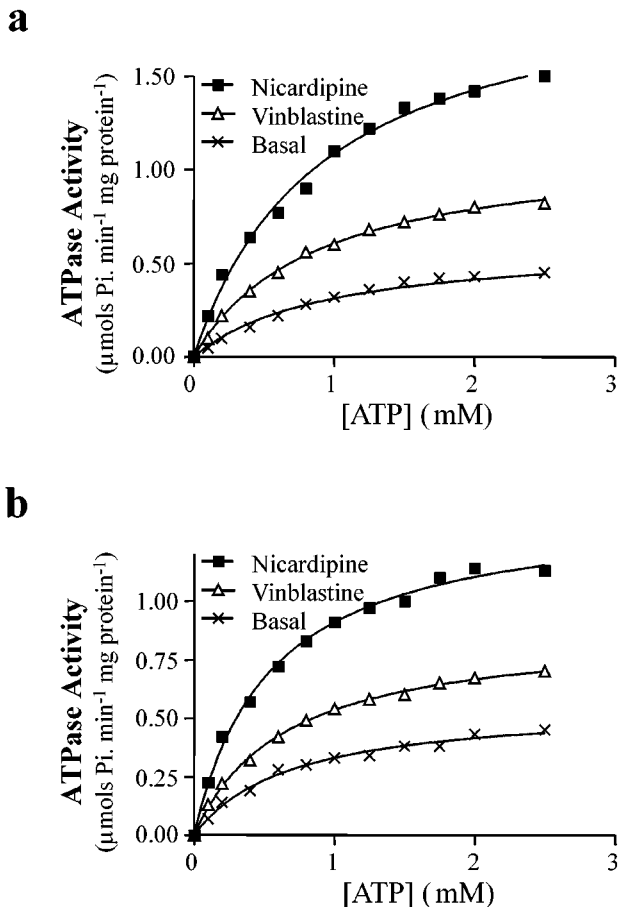 a
ATPase Activity
(µmols Pi. min⁻¹ mg protein⁻¹)
1.50
1.00
0.50
0.00
Nicardipine
Vinblastine
Basal
0
1
2
3
[ATP] (mM)
b
ATPase Activity
(µmols Pi. min⁻¹ mg protein⁻¹)
1.00
0.75
0.50
0.25
0.00
Nicardipine
Vinblastine
Basal
0
1
2
3
[ATP] (mM)